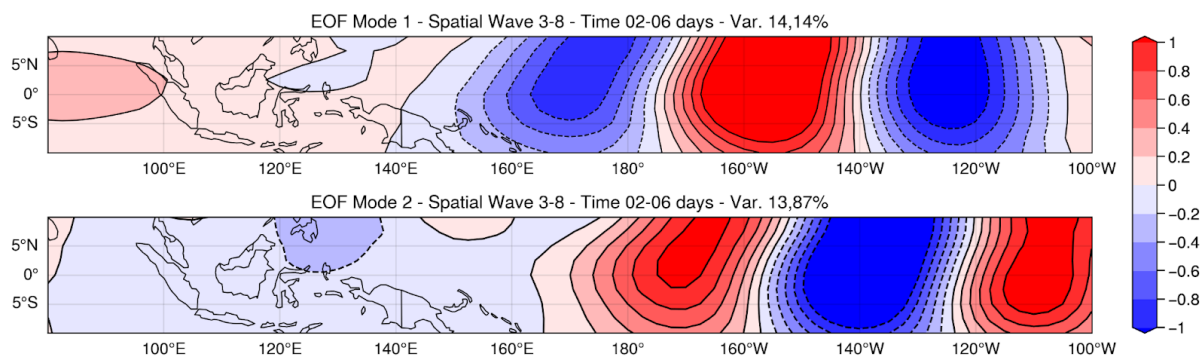 EOF Mode 1 - Spatial Wave 3-8 - Time 02-06 days - Var. 14,14%
5°N
0°
5°S
100°E 120°E 140°E 160°E 180° 160°W 140°W 120°W 100°W
EOF Mode 2 - Spatial Wave 3-8 - Time 02-06 days - Var. 13,87%
5°N
0°
5°S
100°E 120°E 140°E 160°E 180° 160°W 140°W 120°W 100°W
1
0.8
0.6
0.4
0.2
0
−0.2
−0.4
−0.6
−0.8
−1